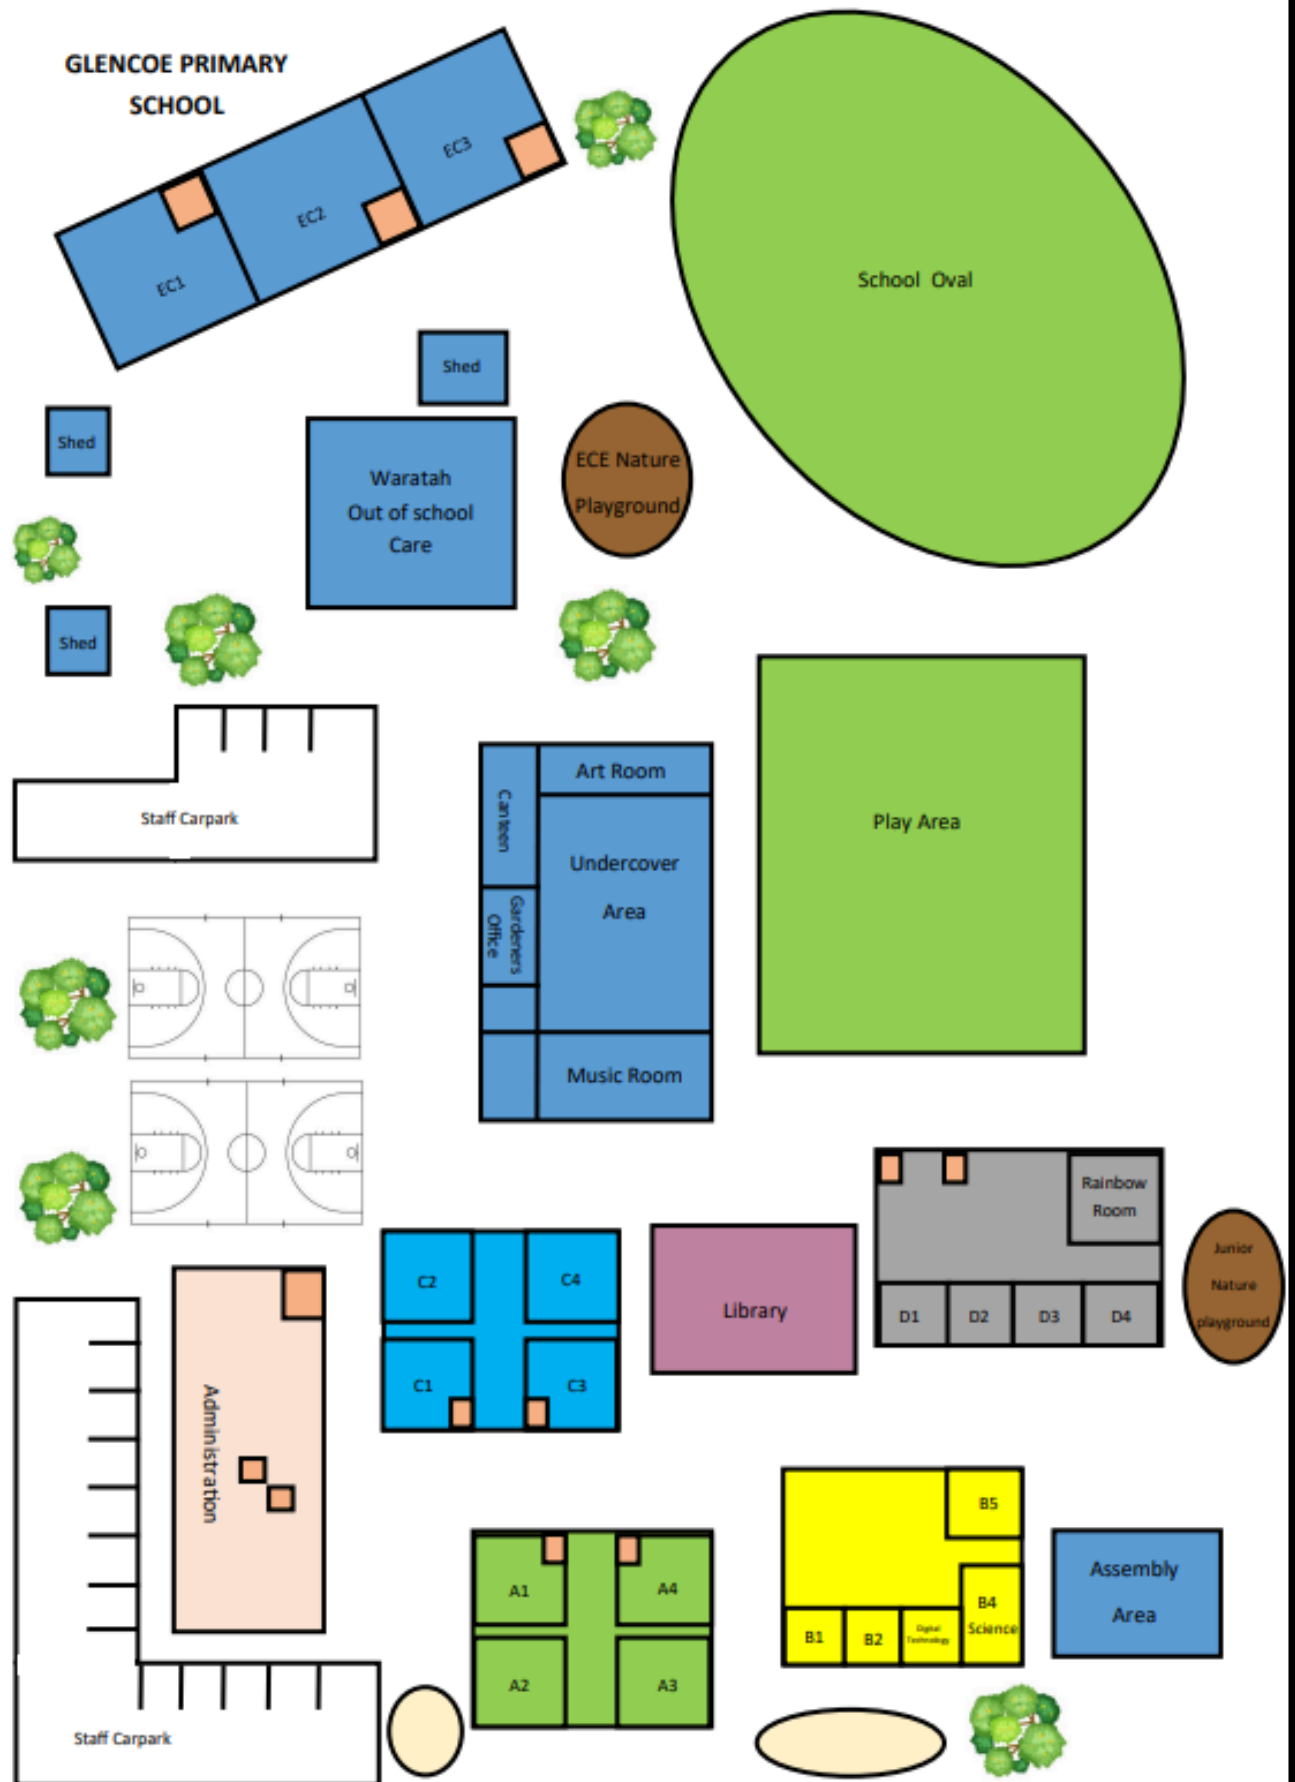 GLENCOE PRIMARY
SCHOOL
EC3
EC2
EC1
School Oval
Shed
Shed
Waratah
Out of school
Care
ECE Nature
Playground
Shed
Staff Carpark
Canteen
Art Room
Undercover
Area
Gardeners
Office
Music Room
Play Area
Rainbow
Room
D1
D2
D3
D4
Junior
Nature
playground
C2
C4
C1
C3
Library
Administration
B5
B4
Science
B1
B2
Digital
Technology
Assembly
Area
A1
A4
A2
A3
Staff Carpark